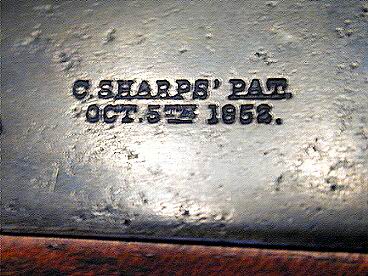 C. SHARPS' PAT.
OCT. 5TH 1852.